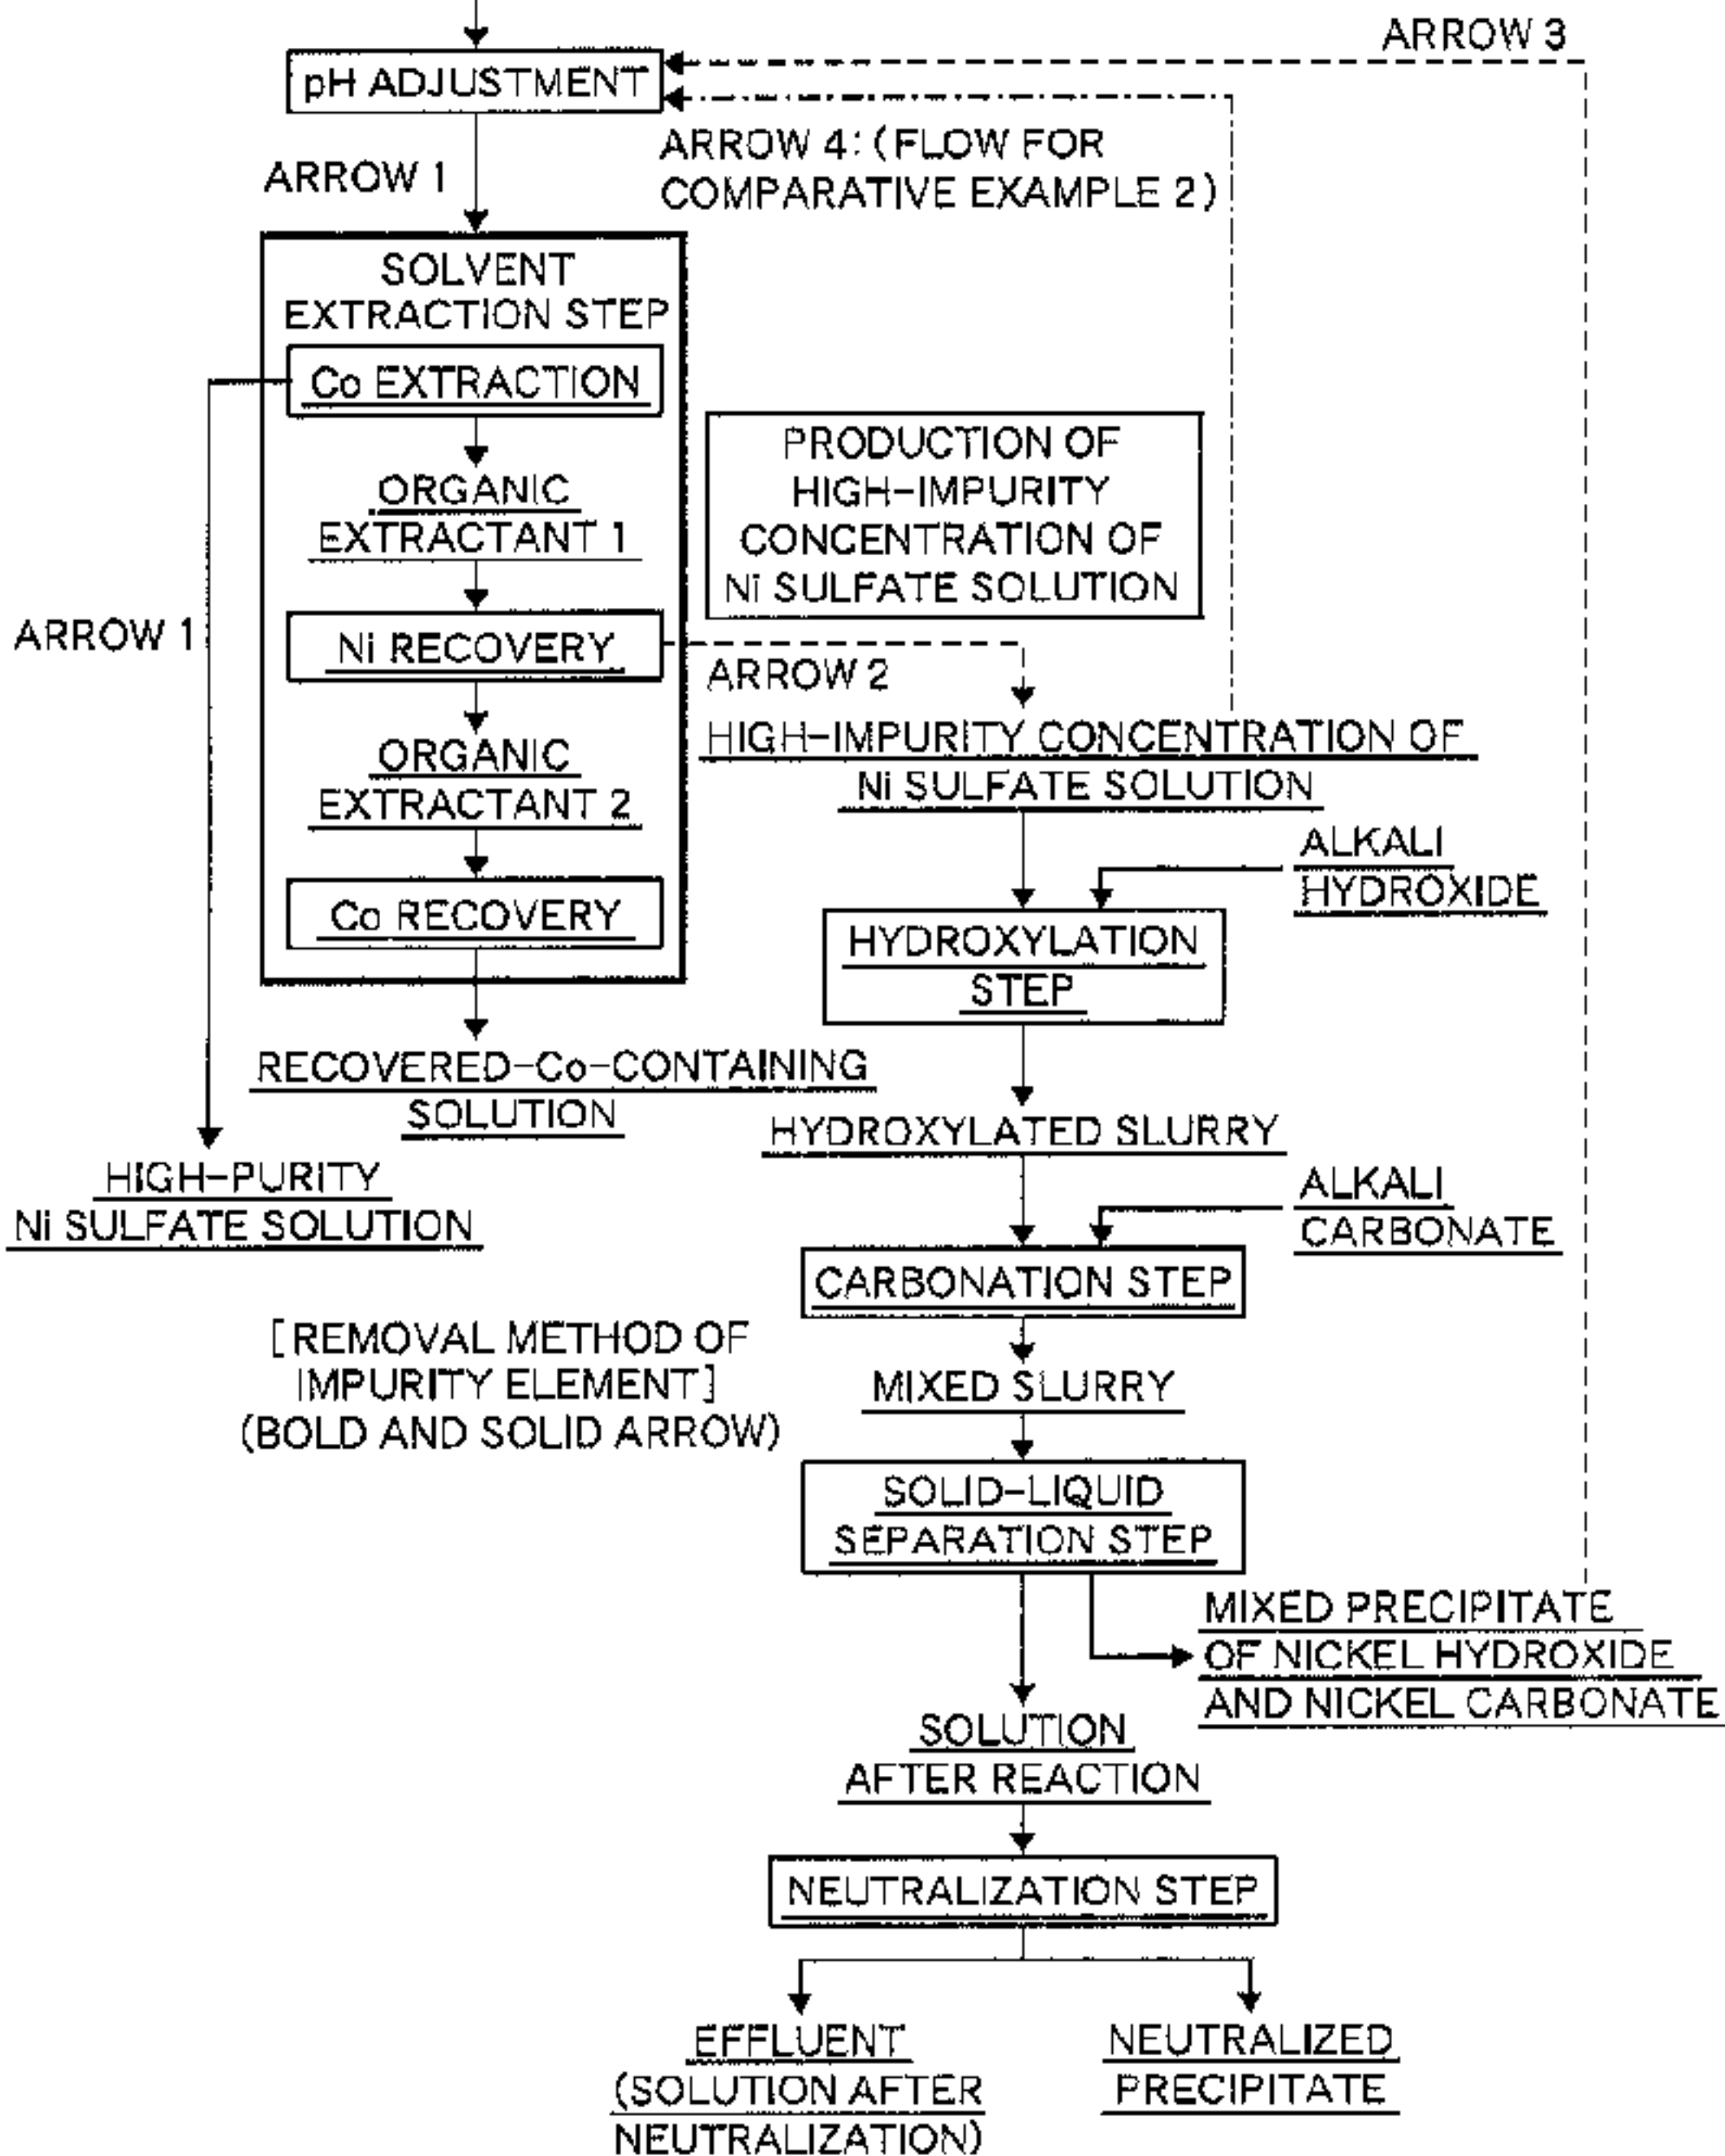 ARROW 3
pH ADJUSTMENT
ARROW 4: (FLOW FOR
COMPARATIVE EXAMPLE 2)
ARROW 1
SOLVENT
EXTRACTION STEP
Co EXTRACTION
ORGANIC
EXTRACTANT 1
PRODUCTION OF
HIGH-IMPURITY
CONCENTRATION OF
Ni SULFATE SOLUTION
ARROW 1
Ni RECOVERY
ARROW 2
ORGANIC
EXTRACTANT 2
HIGH-IMPURITY CONCENTRATION OF
Ni SULFATE SOLUTION
ALKALI
HYDROXIDE
Co RECOVERY
HYDROXYLATION
STEP
RECOVERED-Co-CONTAINING
SOLUTION
HYDROXYLATED SLURRY
HIGH-PURITY
Ni SULFATE SOLUTION
ALKALI
CARBONATE
CARBONATION STEP
[REMOVAL METHOD OF
IMPURITY ELEMENT]
(BOLD AND SOLID ARROW)
MIXED SLURRY
SOLID-LIQUID
SEPARATION STEP
MIXED PRECIPITATE
OF NICKEL HYDROXIDE
AND NICKEL CARBONATE
SOLUTION
AFTER REACTION
NEUTRALIZATION STEP
EFFLUENT
(SOLUTION AFTER
NEUTRALIZATION)
NEUTRALIZED
PRECIPITATE